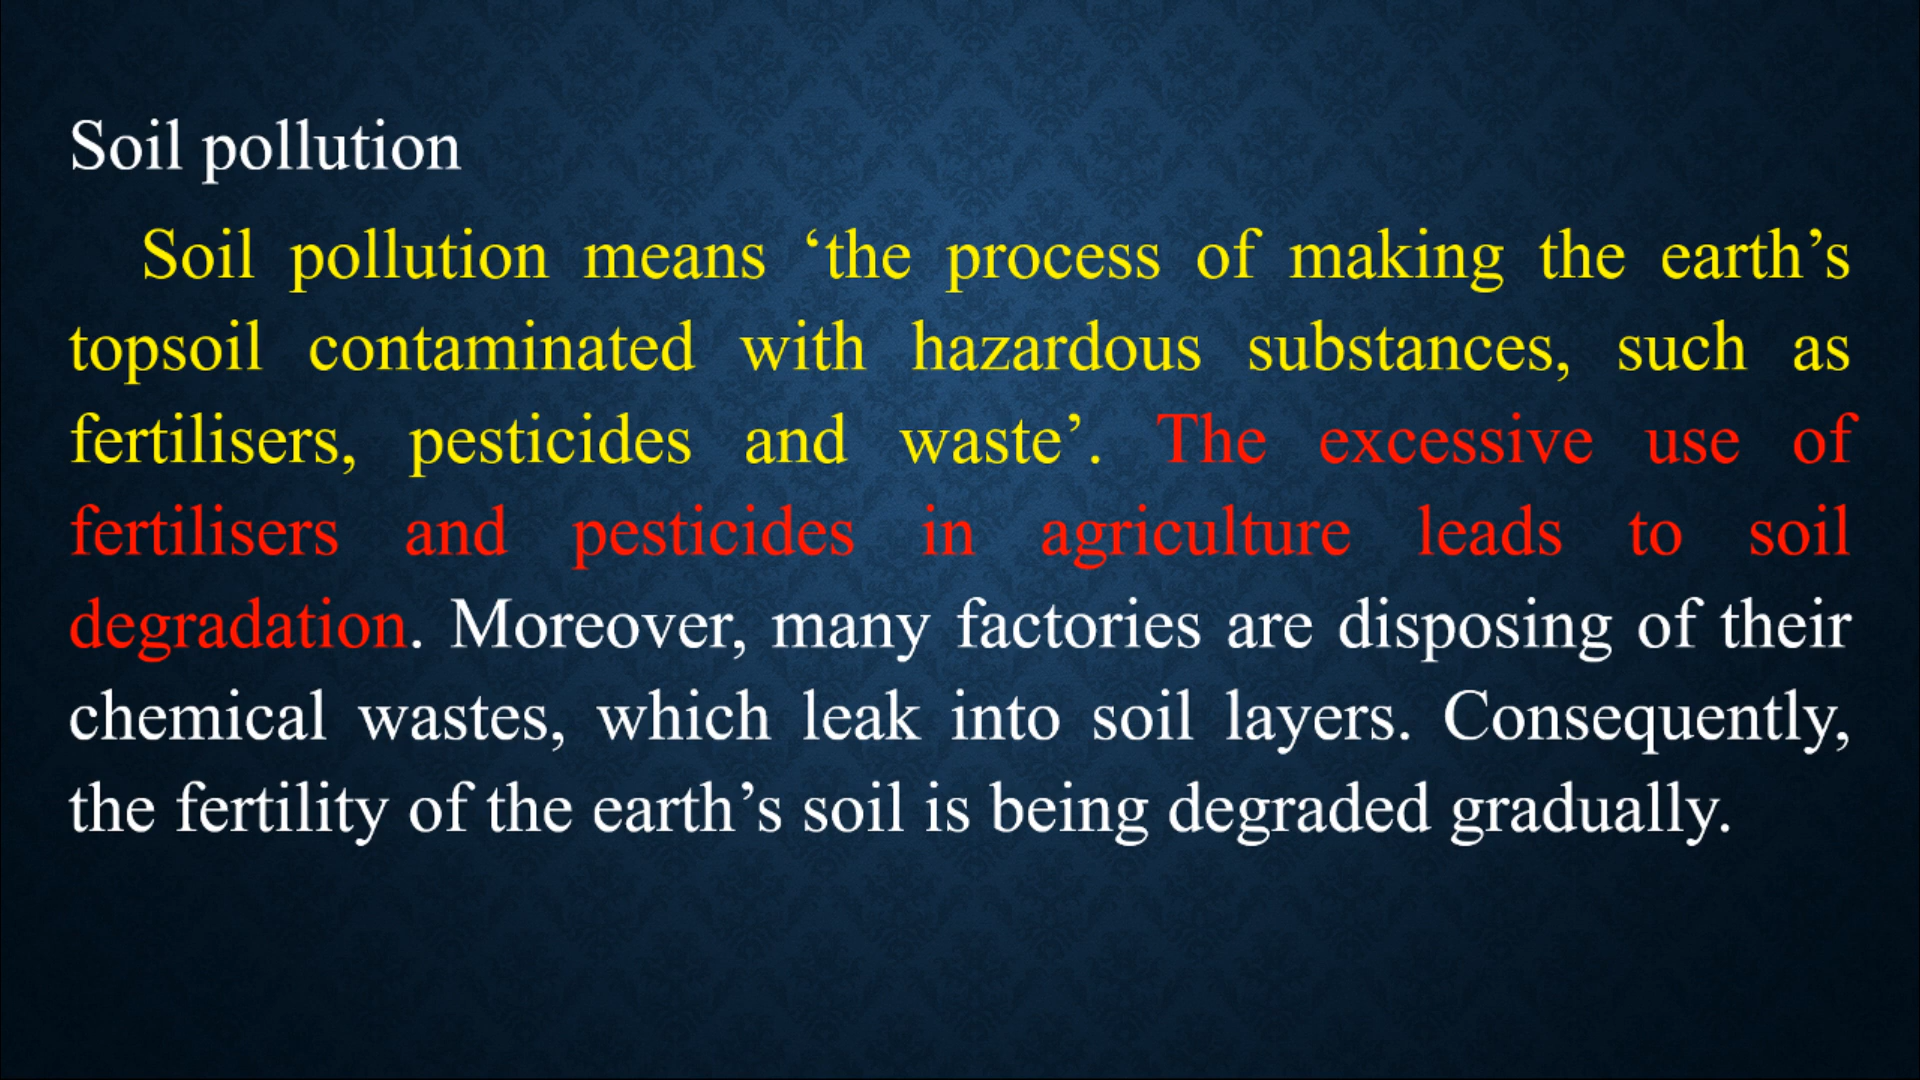 Soil pollution
Soil pollution means ‘the process of making the earth’s
topsoil contaminated with hazardous substances, such as
fertilisers, pesticides and waste’. The excessive use of
fertilisers and pesticides in agriculture leads to soil
degradation. Moreover, many factories are disposing of their
chemical wastes, which leak into soil layers. Consequently,
the fertility of the earth’s soil is being degraded gradually.